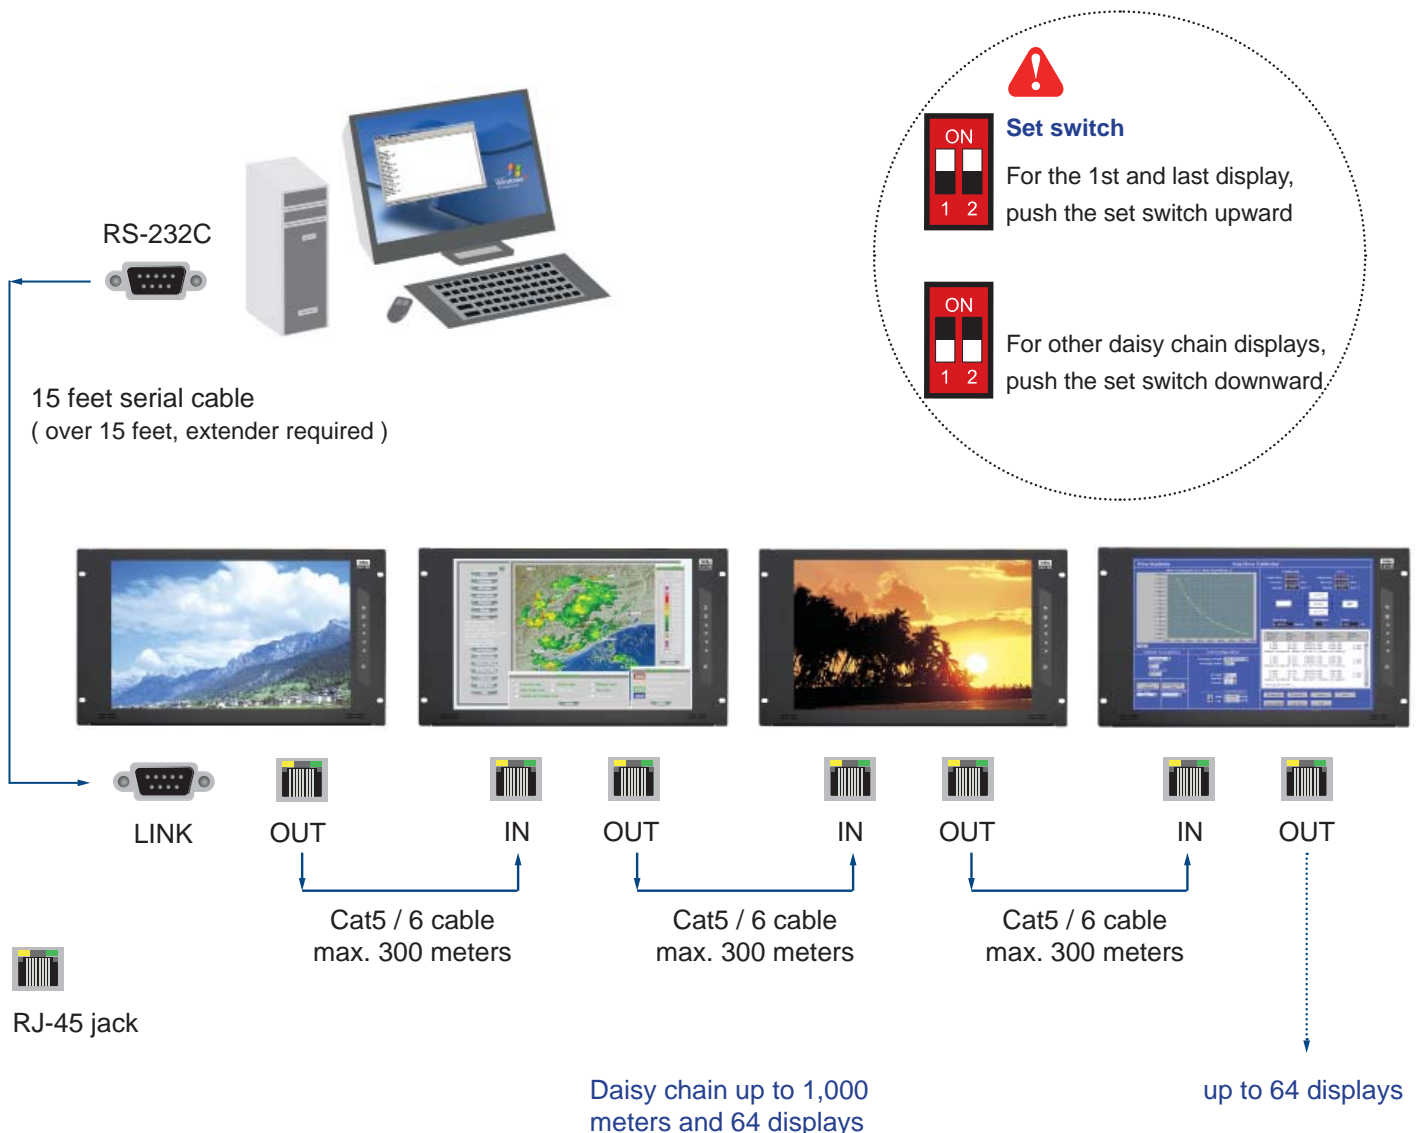 Set switch
ON
1 2
For the 1st and last display,
push the set switch upward
ON
1 2
For other daisy chain displays,
push the set switch downward.
RS-232C
Windows
15 feet serial cable
( over 15 feet, extender required )
LINK
OUT
IN
OUT
IN
OUT
IN
OUT
Cat5 / 6 cable
max. 300 meters
Cat5 / 6 cable
max. 300 meters
Cat5 / 6 cable
max. 300 meters
RJ-45 jack
Daisy chain up to 1,000
meters and 64 displays
up to 64 displays